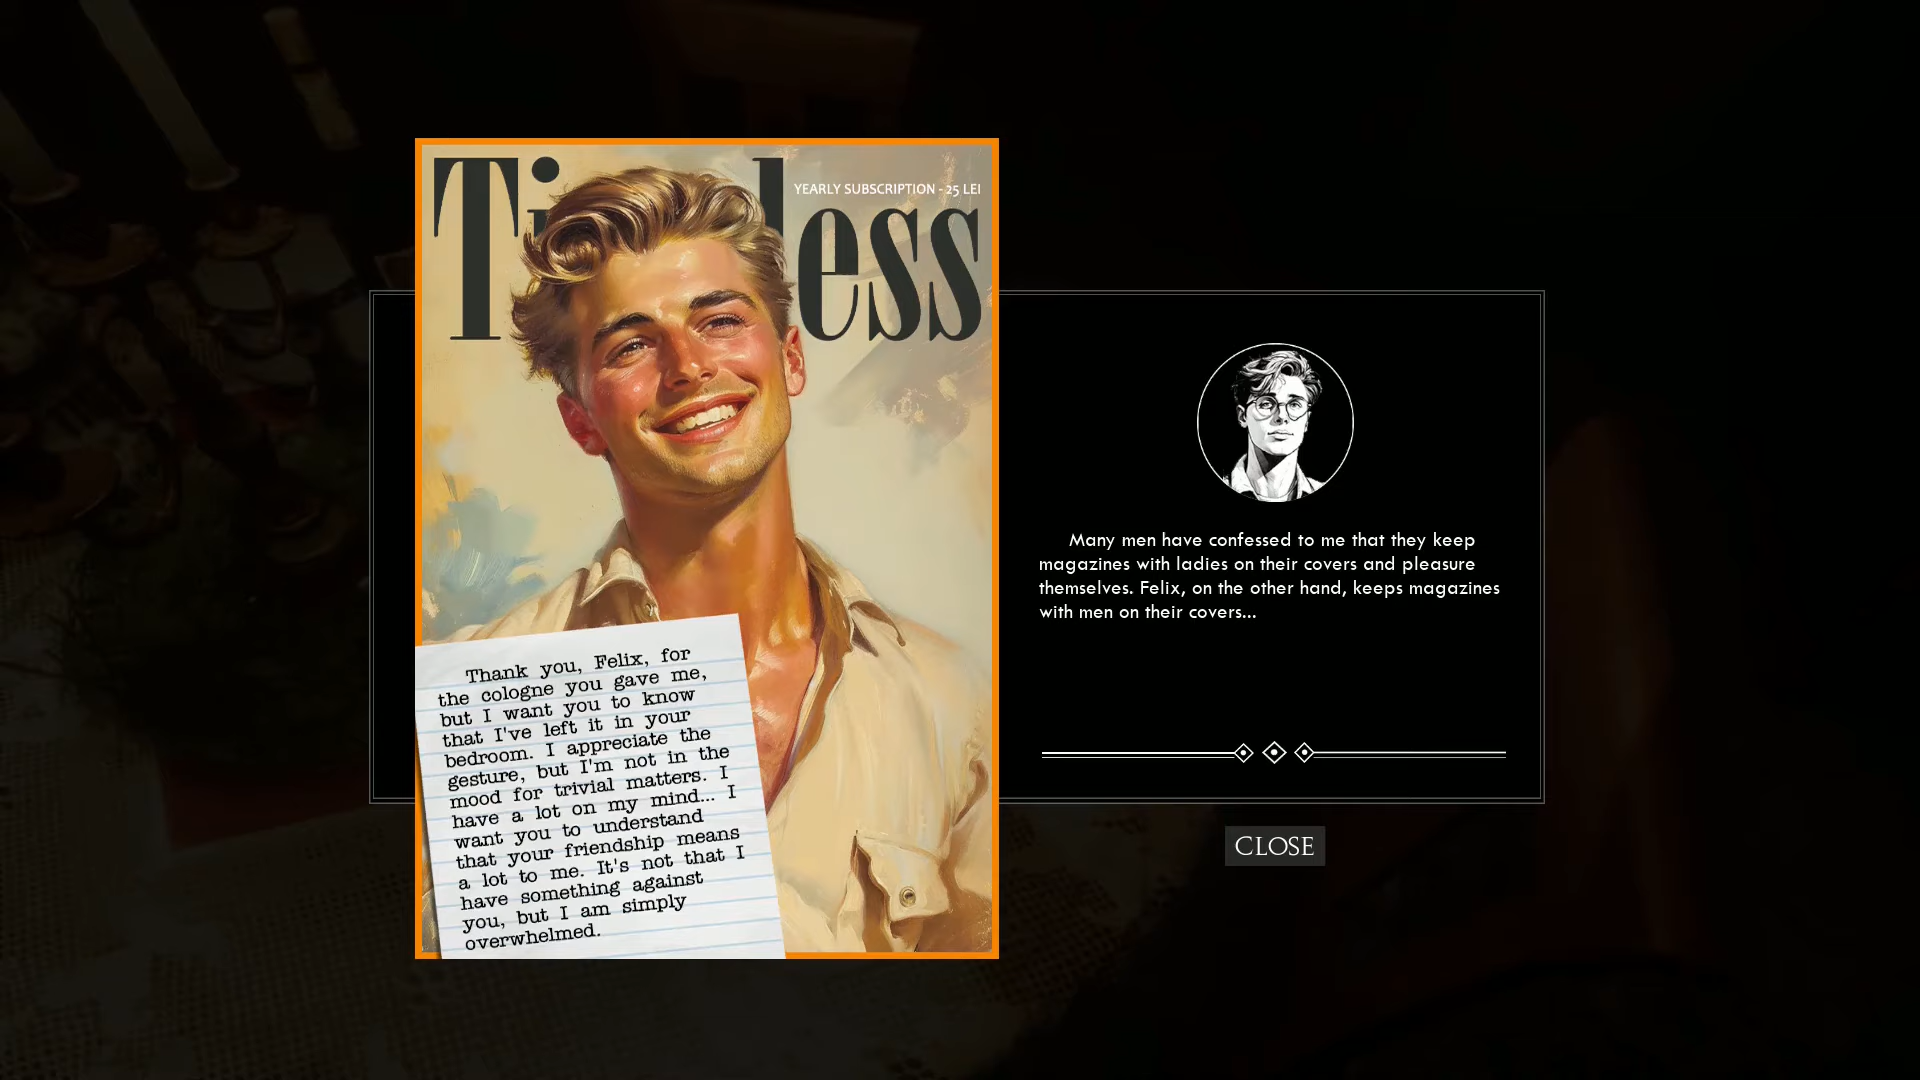 Timeless
YEARLY SUBSCRIPTION - 25 LEI
Thank you, Felix, for
the cologne you gave me,
but I want you to know
that I've left it in your
bedroom. I appreciate the
gesture, but I'm not in the
mood for trivial matters. I
have a lot on my mind... I
want you to understand
that your friendship means
a lot to me. It's not that I
have something against
you, but I am simply
overwhelmed.
Many men have confessed to me that they keep
magazines with ladies on their covers and pleasure
themselves. Felix, on the other hand, keeps magazines
with men on their covers...
CLOSE